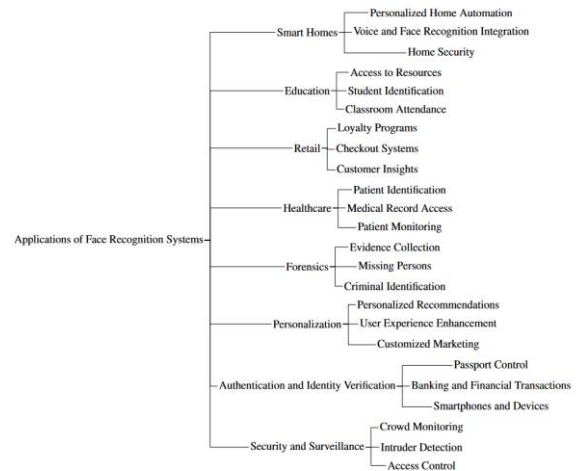 Personalized Home Automation
Smart Homes
Voice and Face Recognition Integration
Home Security
Access to Resources
Education
Student Identification
Classroom Attendance
Loyalty Programs
Retail
Checkout Systems
Customer Insights
Patient Identification
Healthcare
Medical Record Access
Patient Monitoring
Applications of Face Recognition Systems
Evidence Collection
Forensics
Missing Persons
Criminal Identification
Personalized Recommendations
Personalization
User Experience Enhancement
Customized Marketing
Passport Control
Authentication and Identity Verification
Banking and Financial Transactions
Smartphones and Devices
Crowd Monitoring
Security and Surveillance
Intruder Detection
Access Control